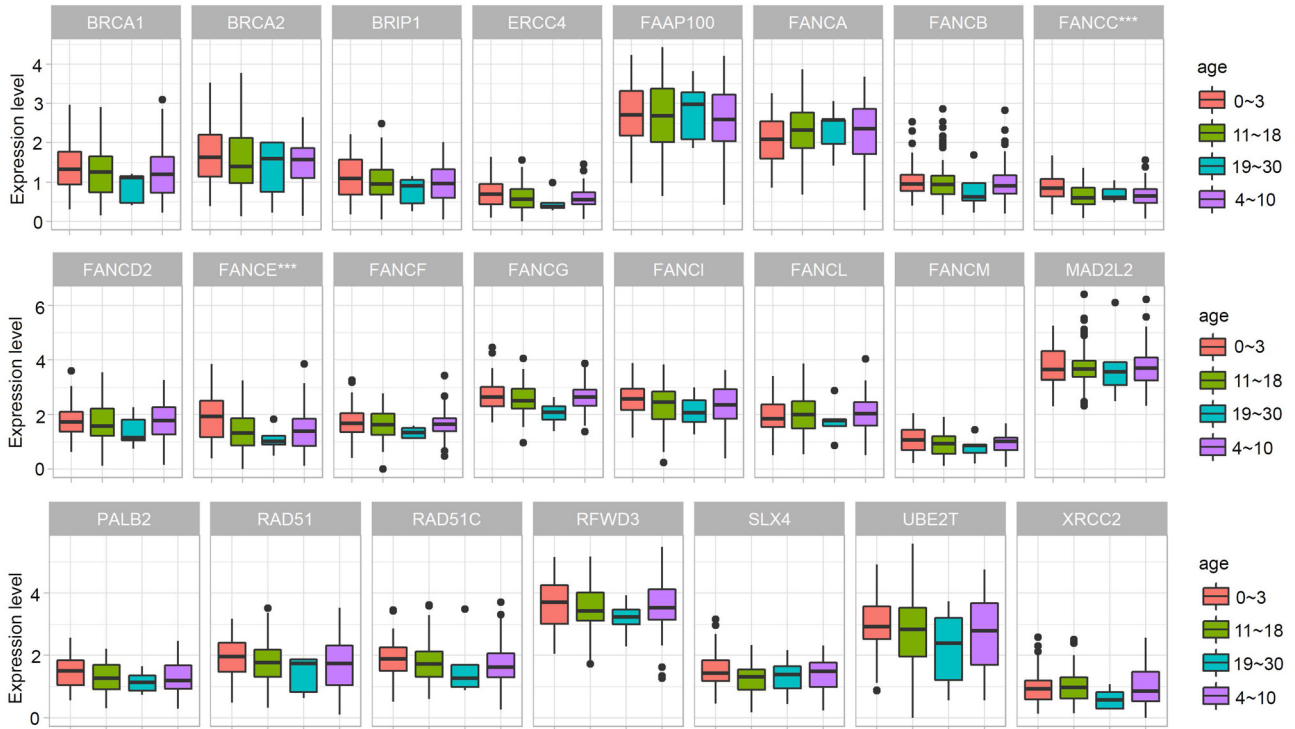 BRCA1 BRCA2 BRIP1 ERCC4 FAAP100 FANCA FANCB FANCC***
Expression level
4
3
2
1
0
age
0~3
11~18
19~30
4~10
FANCD2 FANCE*** FANCF FANCG FANCI FANCL FANCM MAD2L2
Expression level
6
4
2
0
age
0~3
11~18
19~30
4~10
PALB2 RAD51 RAD51C RFWD3 SLX4 UBE2T XRCC2
Expression level
4
2
0
age
0~3
11~18
19~30
4~10